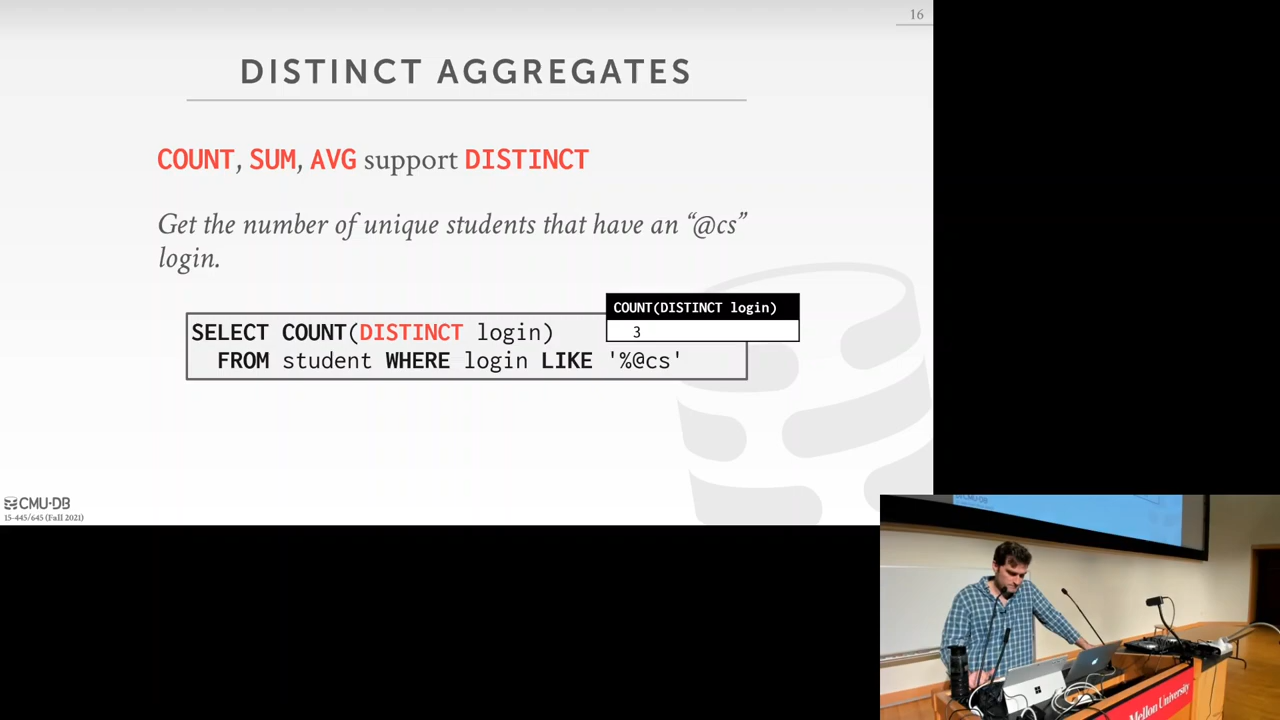 16
DISTINCT AGGREGATES
COUNT, SUM, AVG support DISTINCT
Get the number of unique students that have an “@cs”
login.
COUNT(DISTINCT login)
3
SELECT COUNT(DISTINCT login)
FROM student WHERE login LIKE '%@cs'
CMU·DB
15-445/645 (Fall 2021)
Mellon University